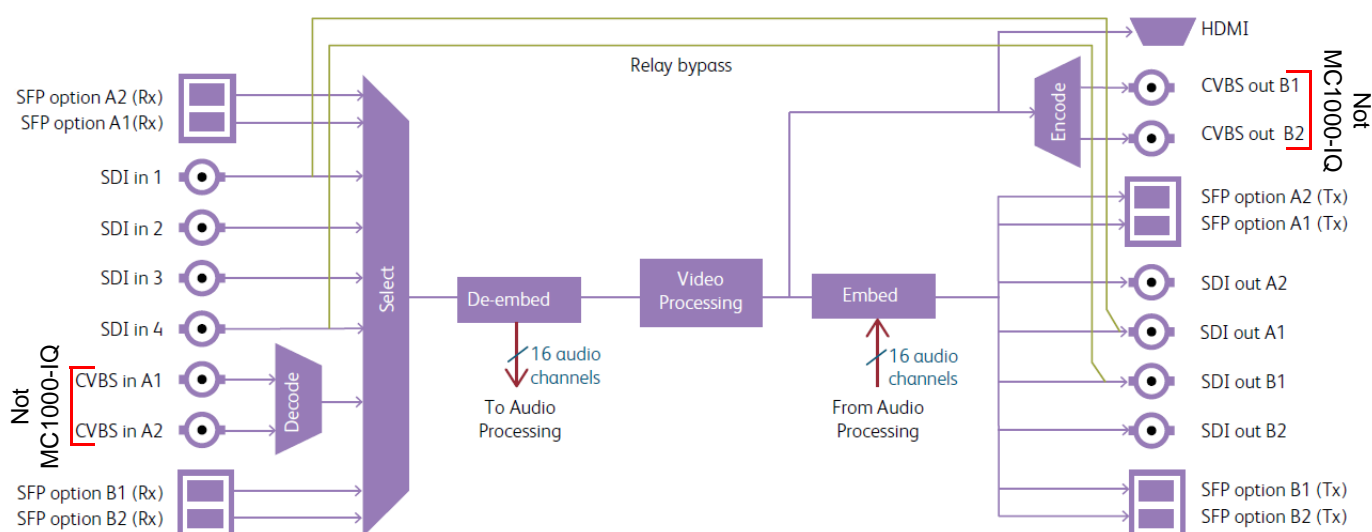 HDMI
Relay bypass
SFP option A2 (Rx)
SFP option A1(Rx)
SDI in 1
SDI in 2
SDI in 3
SDI in 4
CVBS in A1
CVBS in A2
Not
MC1000-IQ
SFP option B1 (Rx)
SFP option B2 (Rx)
Decode
Select
De-embed
16 audio
channels
To Audio
Processing
Video
Processing
Embed
16 audio
channels
From Audio
Processing
Encode
CVBS out B1
CVBS out B2
Not
MC1000-IQ
SFP option A2 (Tx)
SFP option A1 (Tx)
SDI out A2
SDI out A1
SDI out B1
SDI out B2
SFP option B1 (Tx)
SFP option B2 (Tx)